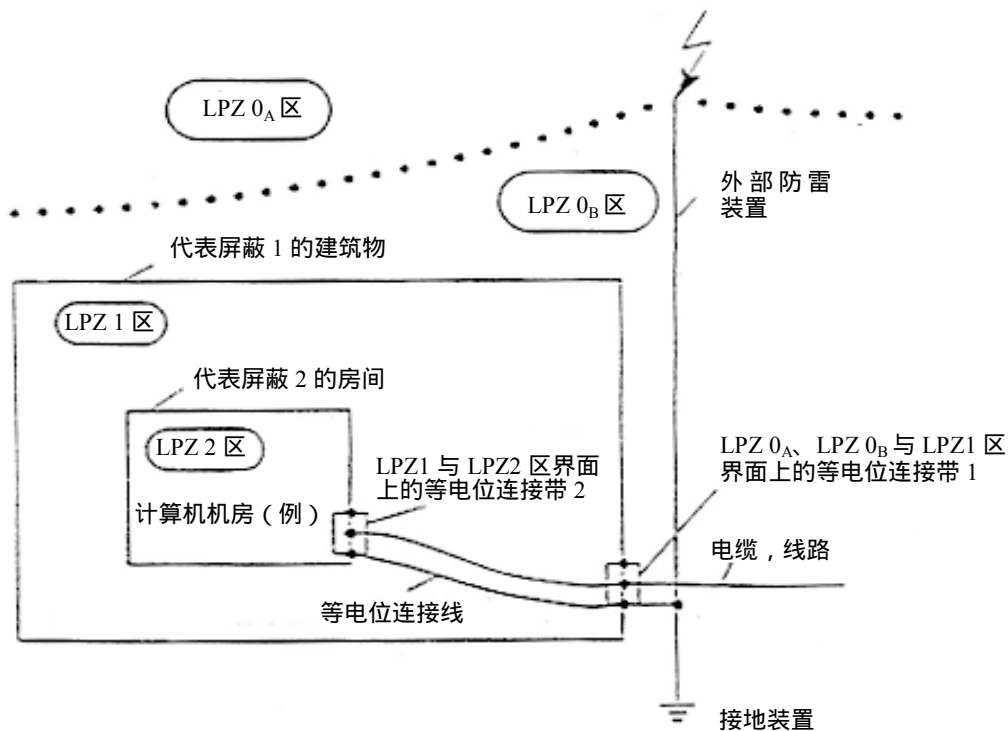 LPZ 0A 区
外部防雷
装置
LPZ 0B 区
代表屏蔽 1 的建筑物
LPZ 1 区
代表屏蔽 2 的房间
LPZ 2 区
LPZ1 与 LPZ2 区界面
上的等电位连接带 2
LPZ 0A、LPZ 0B 与 LPZ1 区
界面上的等电位连接带 1
计算机机房（例）
电缆，线路
等电位连接线
接地装置